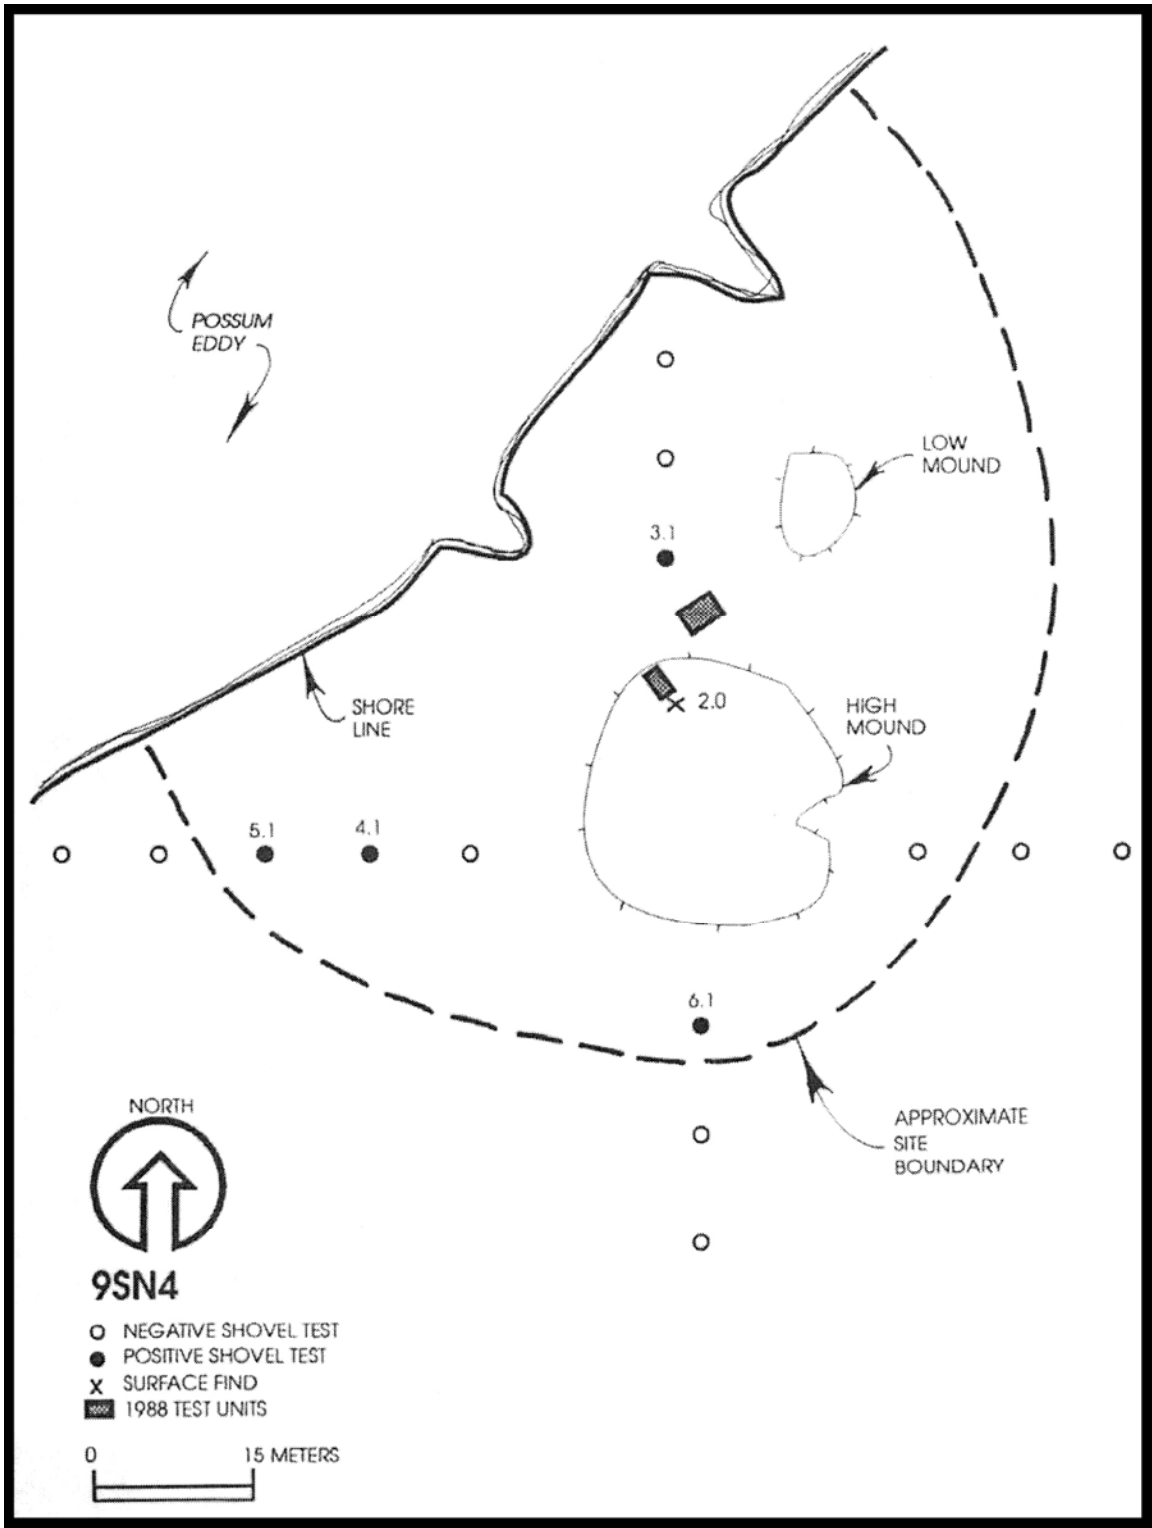 POSSUM
EDDY
LOW
MOUND
3.1
2.0
SHORE
LINE
HIGH
MOUND
5.1
4.1
6.1
APPROXIMATE
SITE
BOUNDARY
NORTH
9SN4
NEGATIVE SHOVEL TEST
POSITIVE SHOVEL TEST
X SURFACE FIND
1988 TEST UNITS
0 15 METERS